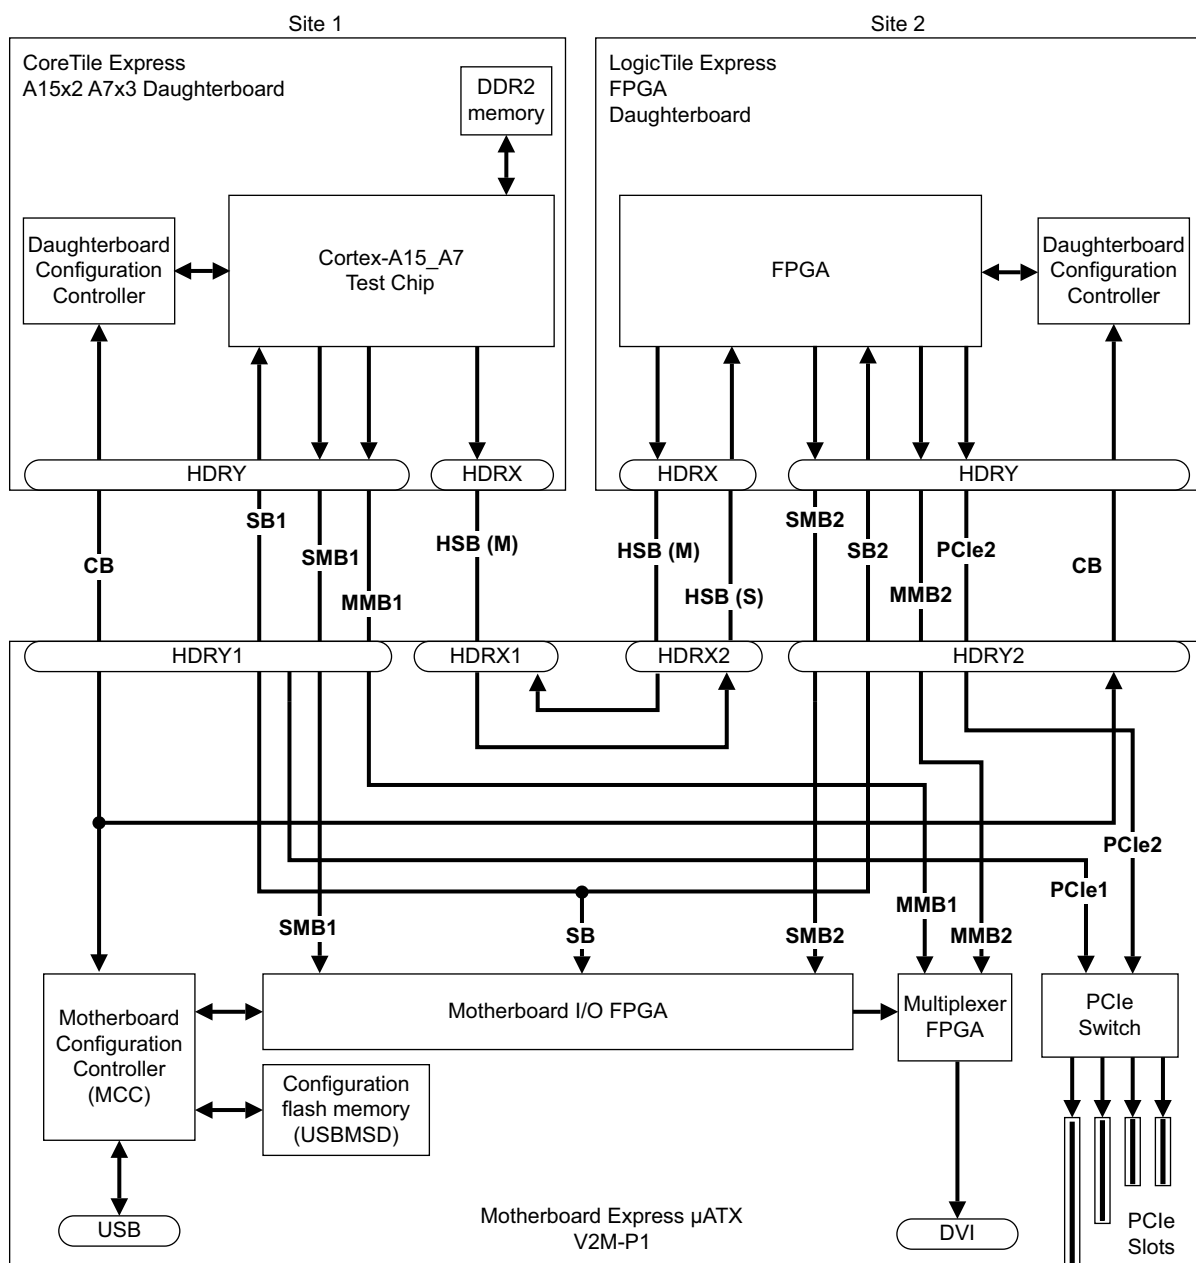 Site 1
Site 2
CoreTile Express
A15x2 A7x3 Daughterboard
DDR2
memory
LogicTile Express
FPGA
Daughterboard
Daughterboard
Configuration
Controller
Cortex-A15_A7
Test Chip
FPGA
Daughterboard
Configuration
Controller
HDRY
HDRX
HDRX
HDRY
CB
SB1
SMB1
MMB1
HSB (M)
HSB (M)
HSB (S)
SMB2
SB2
MMB2
PCIe2
CB
HDRY1
HDRX1
HDRX2
HDRY2
SMB1
SB
SMB2
MMB1
MMB2
PCIe1
PCIe2
Motherboard
Configuration
Controller
(MCC)
Motherboard I/O FPGA
Multiplexer
FPGA
PCIe
Switch
Configuration
flash memory
(USBMSD)
USB
Motherboard Express µATX
V2M-P1
DVI
PCIe
Slots